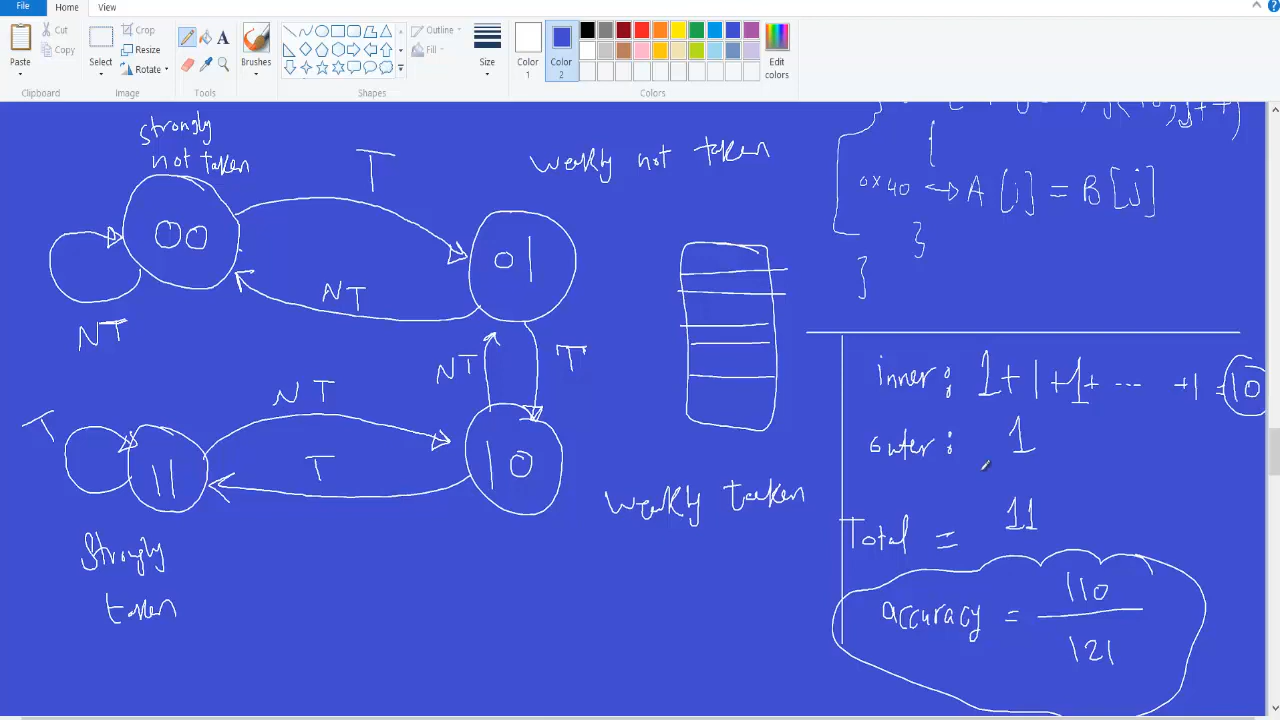 File Home View
Paste
Cut
Copy
Clipboard
Select
Crop
Resize
Rotate
Image
Tools
Brushes
Shapes
Outline
Fill
Size
Color 1
Color 2
Edit colors
Colors
strongly
not taken
T
weakly not taken
00
01
NT
NT
NT
T
NT
T
T
11
10
Strongly
taken
weakly taken
{
0x40 A[j] = B[j]
}
}
inner: 1+1+1+ ... +1 = 10
outer: 1
Total = 11
accuracy = 110
121